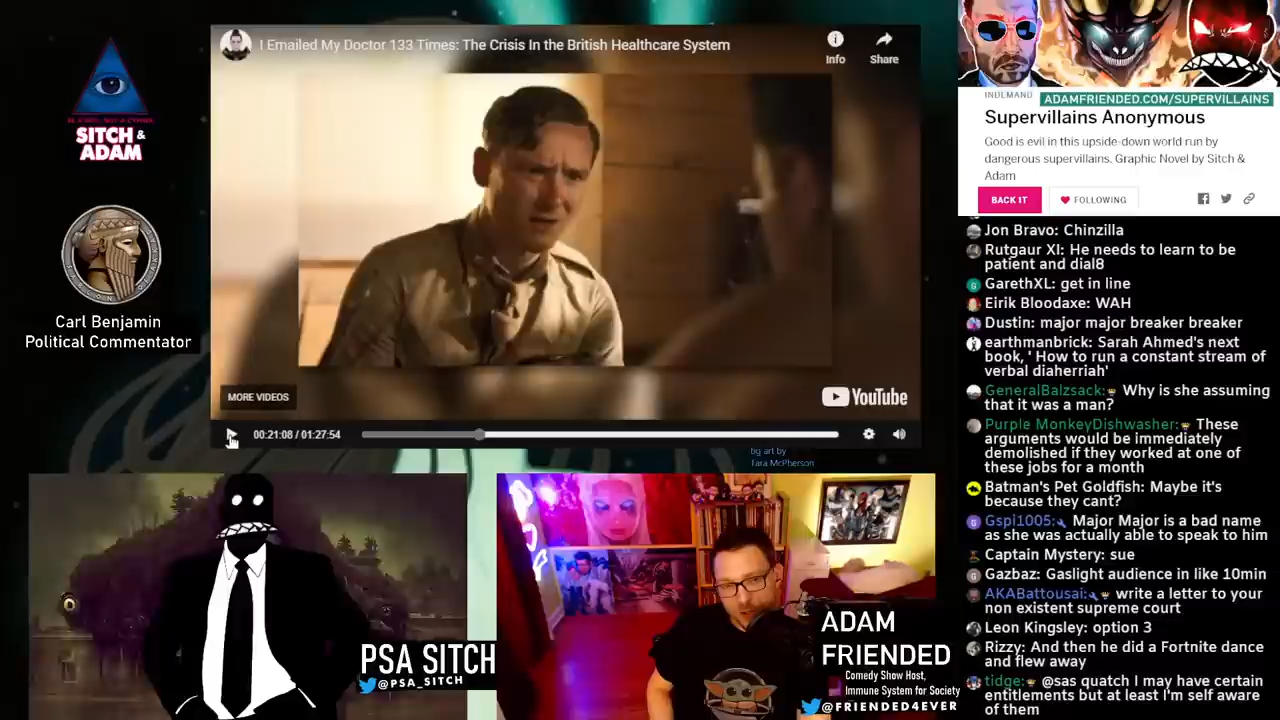 I Emailed My Doctor 133 Times: The Crisis In the British Healthcare System
Info
Share
SITCH &
ADAM
Carl Benjamin
Political Commentator
MORE VIDEOS
YouTube
00:21:08 / 01:27:54
bg art by
Tara McPherson
PSA SITCH
@PSA_SITCH
ADAM
FRIENDED
Comedy Show Host,
Immune System for Society
@FRIENDED4EVER
INDEMAND
ADAMFRIENDED.COM/SUPERVILLAINS
Supervillains Anonymous
Good is evil in this upside-down world run by
dangerous supervillains. Graphic Novel by Sitch &
Adam
BACK IT
FOLLOWING
Jon Bravo: Chinzilla
Rutgaur XI: He needs to learn to be
patient and dial8
GarethXL: get in line
Eirik Bloodaxe: WAH
Dustin: major major breaker breaker
earthmanbrick: Sarah Ahmed's next
book, ' How to run a constant stream of
verbal diaherriah'
GeneralBalzsack: Why is she assuming
that it was a man?
Purple MonkeyDishwasher: These
arguments would be immediately
demolished if they worked at one of
these jobs for a month
Batman's Pet Goldfish: Maybe it's
because they cant?
Gspl1005: Major Major is a bad name
as she was actually able to speak to him
Captain Mystery: sue
Gazbaz: Gaslight audience in like 10min
AKABattousai: write a letter to your
non existent supreme court
Leon Kingsley: option 3
Rizzy: And then he did a Fortnite dance
and flew away
tidge: @sas quatch I may have certain
entitlements but at least I'm self aware
of them